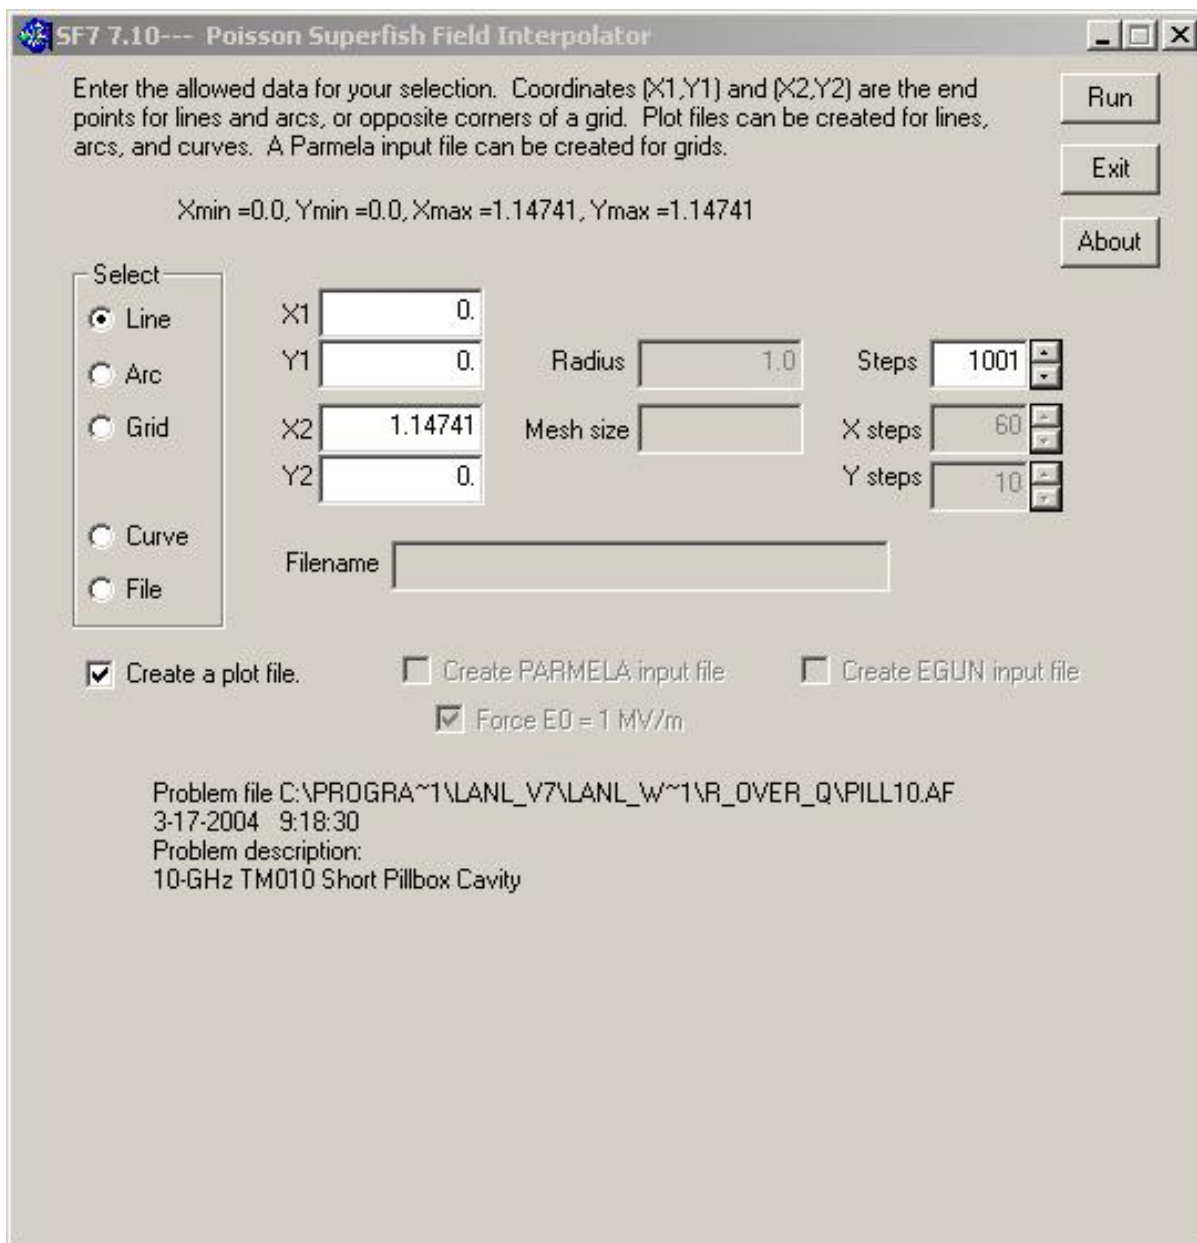 SF7 7.10--- Poisson Superfish Field Interpolator
Enter the allowed data for your selection. Coordinates (X1,Y1) and (X2,Y2) are the end
points for lines and arcs, or opposite corners of a grid. Plot files can be created for lines,
arcs, and curves. A Parmela input file can be created for grids.
Run
Exit
About
Xmin =0.0, Ymin =0.0, Xmax =1.14741, Ymax =1.14741
Select
Line
Arc
Grid
Curve
File
X1 0.
Y1 0.
X2 1.14741
Y2 0.
Radius 1.0
Mesh size
Steps 1001
X steps 60
Y steps 10
Filename
Create a plot file.
Create PARMELA input file
Create EGUN input file
Force E0 = 1 MV/m
Problem file C:\PROGRA~1\LANL_V7\LANL_W~1\R_OVER_Q\PILL10.AF
3-17-2004 9:18:30
Problem description:
10-GHz TM010 Short Pillbox Cavity